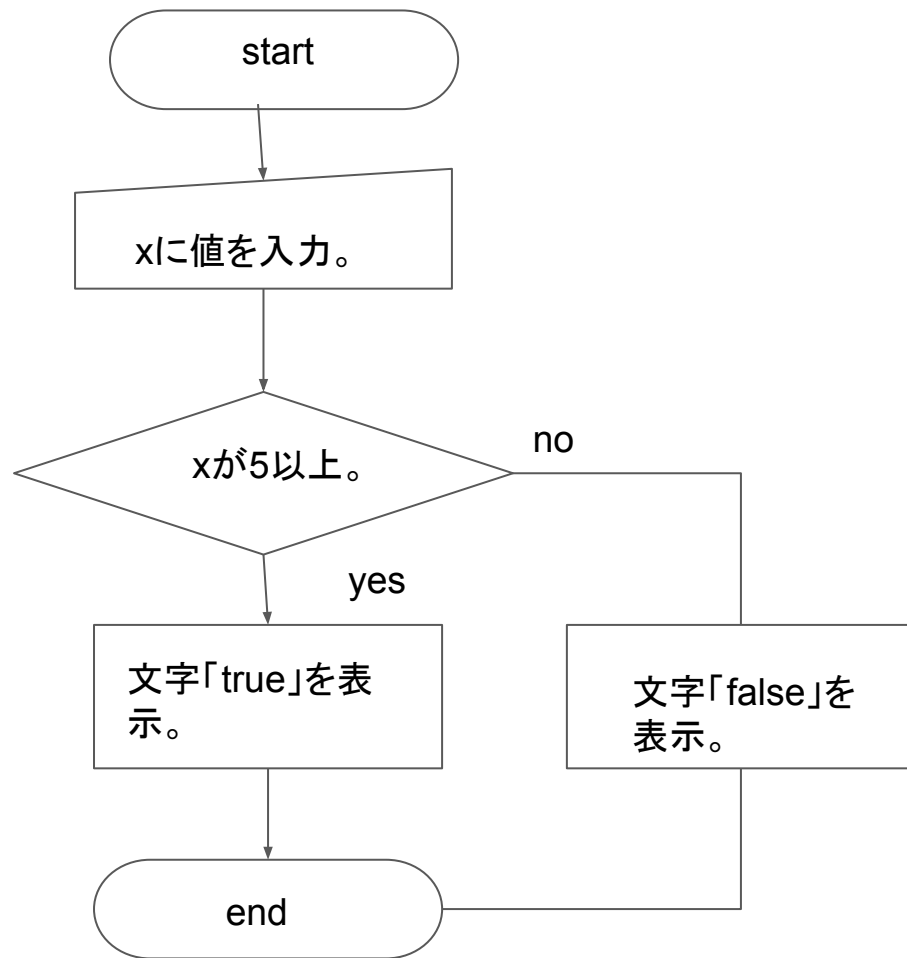 start
xに値を入力。
xが5以上。
no
yes
文字「true」を表
示。
文字「false」を
表示。
end